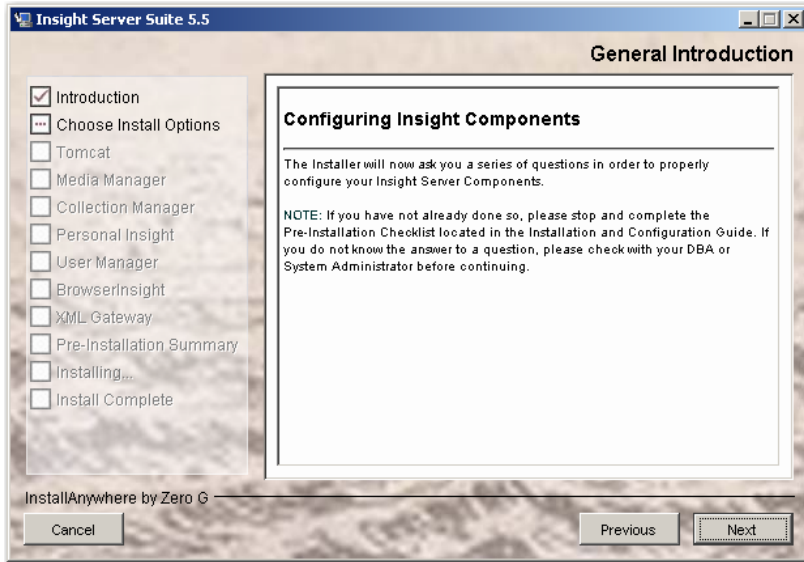 Insight Server Suite 5.5
General Introduction
Introduction
Choose Install Options
Tomcat
Media Manager
Collection Manager
Personal Insight
User Manager
BrowserInsight
XML Gateway
Pre-Installation Summary
Installing...
Install Complete
Configuring Insight Components
The Installer will now ask you a series of questions in order to properly
configure your Insight Server Components.
NOTE: If you have not already done so, please stop and complete the
Pre-Installation Checklist located in the Installation and Configuration Guide. If
you do not know the answer to a question, please check with your DBA or
System Administrator before continuing.
InstallAnywhere by Zero G
Cancel
Previous
Next